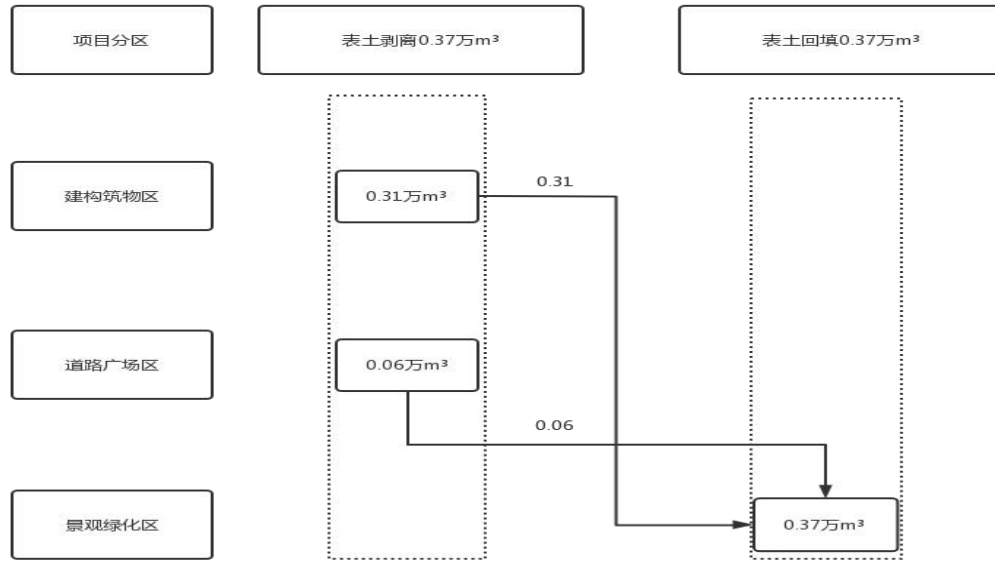 项目分区
表土剥离0.37万m³
表土回填0.37万m³
建构筑物区
0.31万m³
0.31
道路广场区
0.06万m³
0.06
景观绿化区
0.37万m³